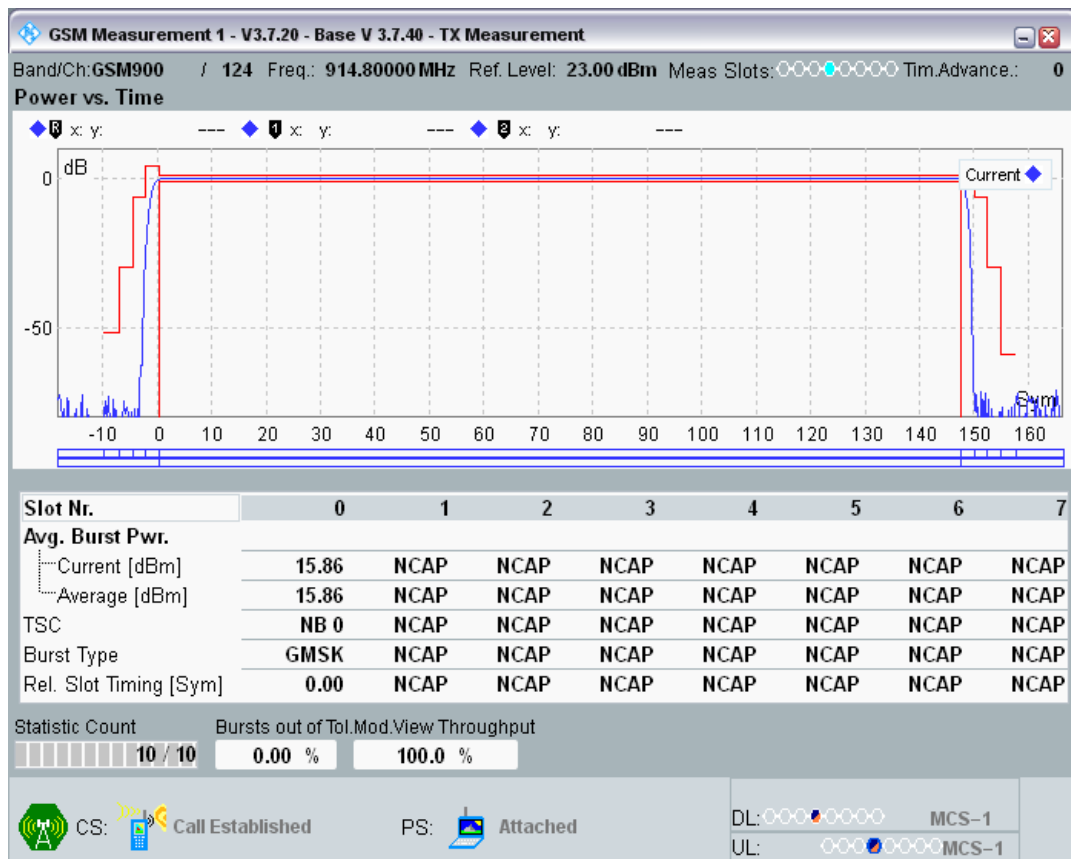 GSM Measurement 1 - V3.7.20 - Base V 3.7.40 - TX Measurement
Band/Ch:GSM900 / 124 Freq.: 914.80000 MHz Ref. Level: 23.00 dBm Meas Slots: Tim.Advance.: 0
Power vs. Time
R x: y: --- 1 x: y: --- 2 x: y: ---
dB
Current
0
-50
Sym
-10 0 10 20 30 40 50 60 70 80 90 100 110 120 130 140 150 160
Slot Nr. 0 1 2 3 4 5 6 7
Avg. Burst Pwr.
Current [dBm] 15.86 NCAP NCAP NCAP NCAP NCAP NCAP NCAP
Average [dBm] 15.86 NCAP NCAP NCAP NCAP NCAP NCAP NCAP
TSC NB 0 NCAP NCAP NCAP NCAP NCAP NCAP NCAP
Burst Type GMSK NCAP NCAP NCAP NCAP NCAP NCAP NCAP
Rel. Slot Timing [Sym] 0.00 NCAP NCAP NCAP NCAP NCAP NCAP NCAP
Statistic Count Bursts out of Tol.Mod.View Throughput
10 / 10 0.00 % 100.0 %
CS: Call Established PS: Attached
DL: MCS-1
UL: MCS-1